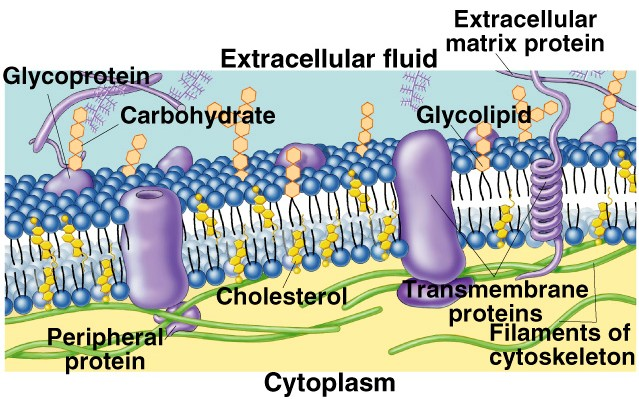 Extracellular
matrix protein
Extracellular fluid
Glycoprotein
Carbohydrate
Glycolipid
Cholesterol
Transmembrane
proteins
Peripheral
protein
Filaments of
cytoskeleton
Cytoplasm